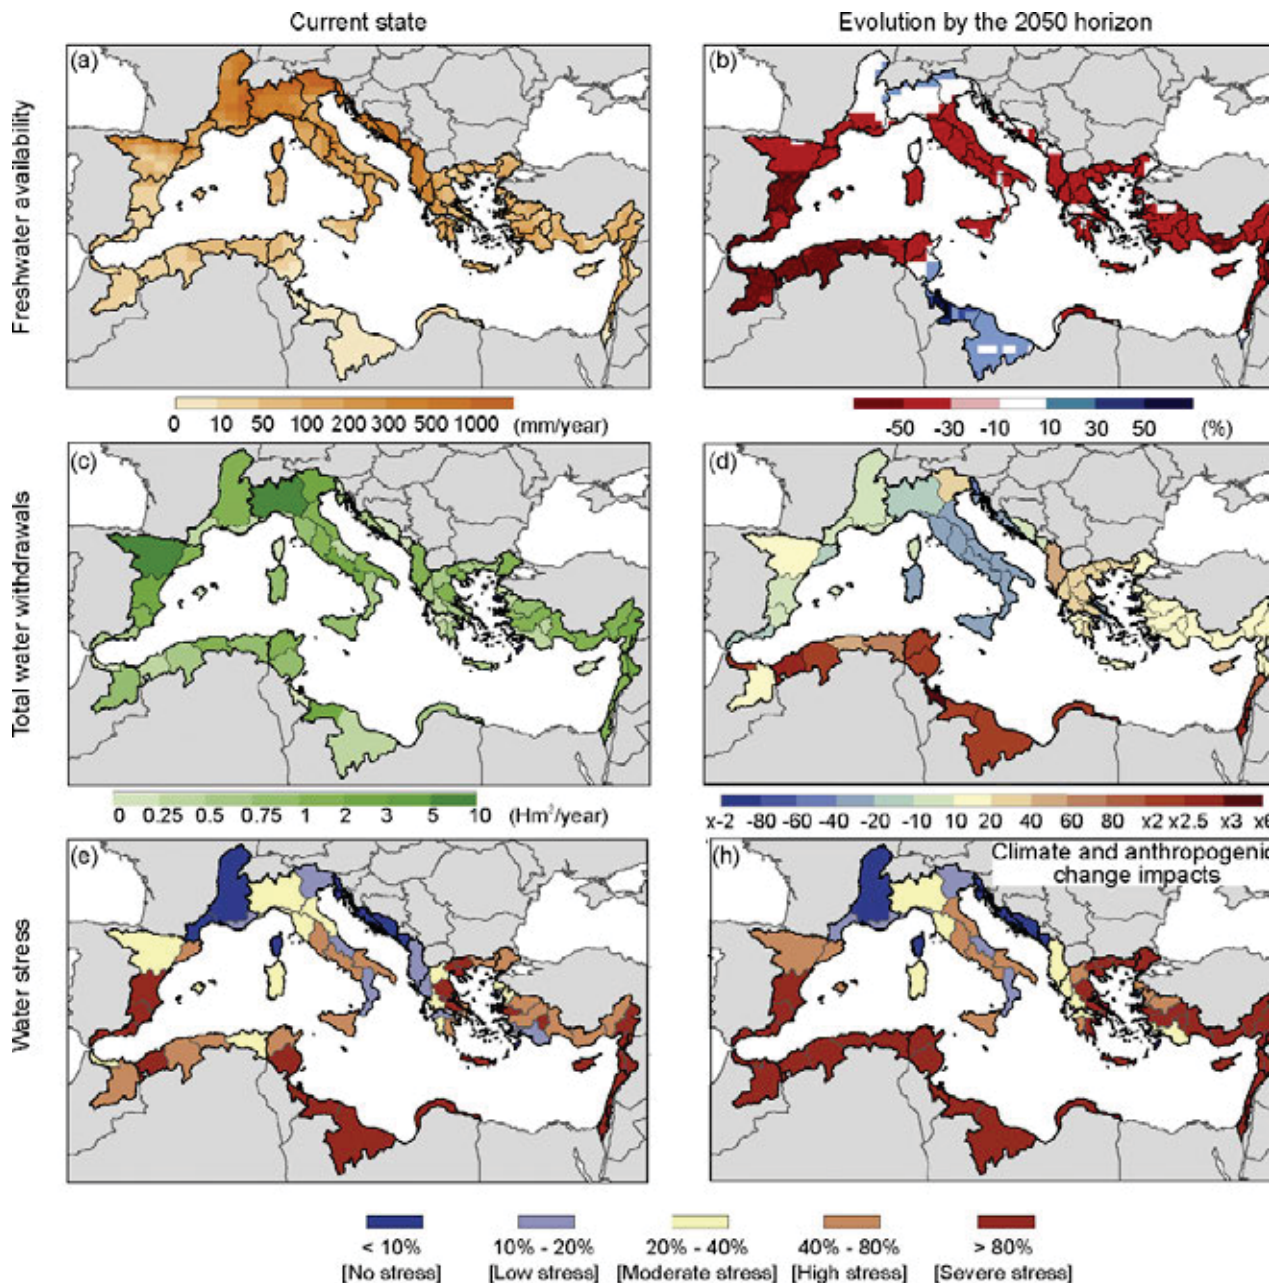 Current state
Evolution by the 2050 horizon
Freshwater availability
(a)
(b)
0 10 50 100 200 300 500 1000 (mm/year)
-50 -30 -10 10 30 50 (%)
Total water withdrawals
(c)
(d)
0 0.25 0.5 0.75 1 2 3 5 10 (Hm³/year)
x-2 -80 -60 -40 -20 -10 10 20 40 60 80 x2 x2.5 x3 x6
Water stress
(e)
(h)
Climate and anthropogenic
change impacts
< 10% 10% - 20% 20% - 40% 40% - 80% > 80%
[No stress] [Low stress] [Moderate stress] [High stress] [Severe stress]